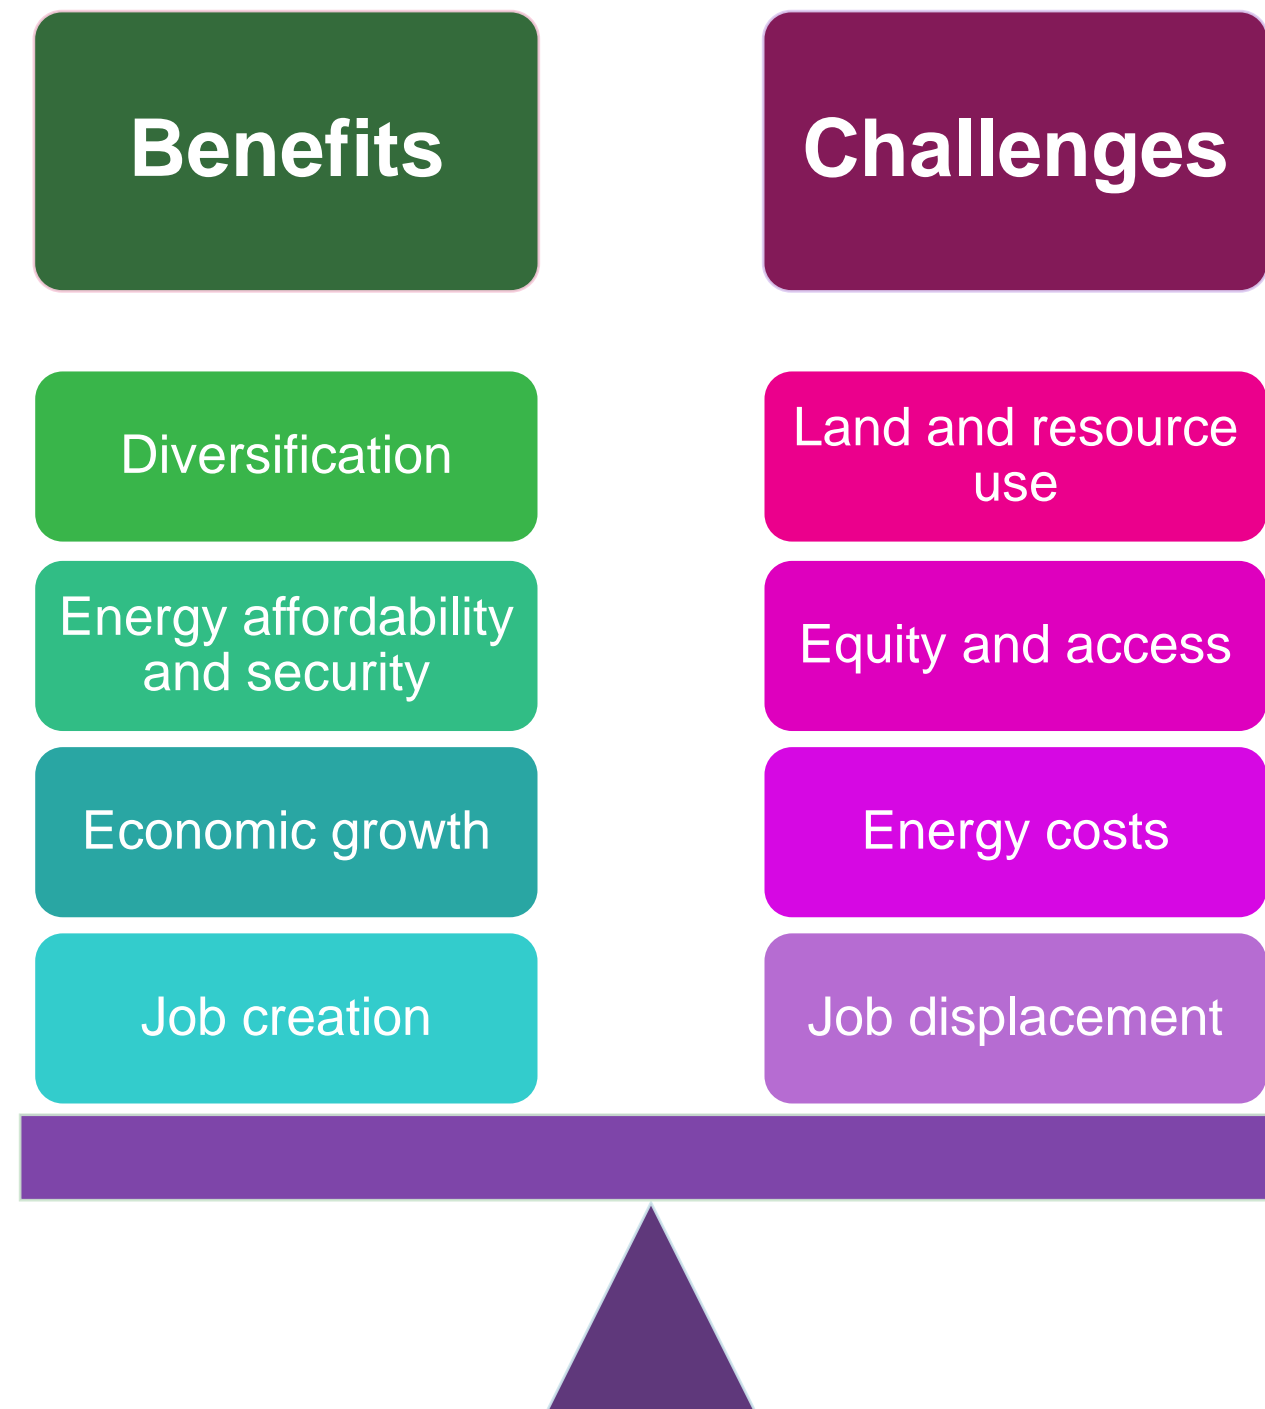 Benefits
Challenges
Diversification
Energy affordability
and security
Economic growth
Job creation
Land and resource
use
Equity and access
Energy costs
Job displacement